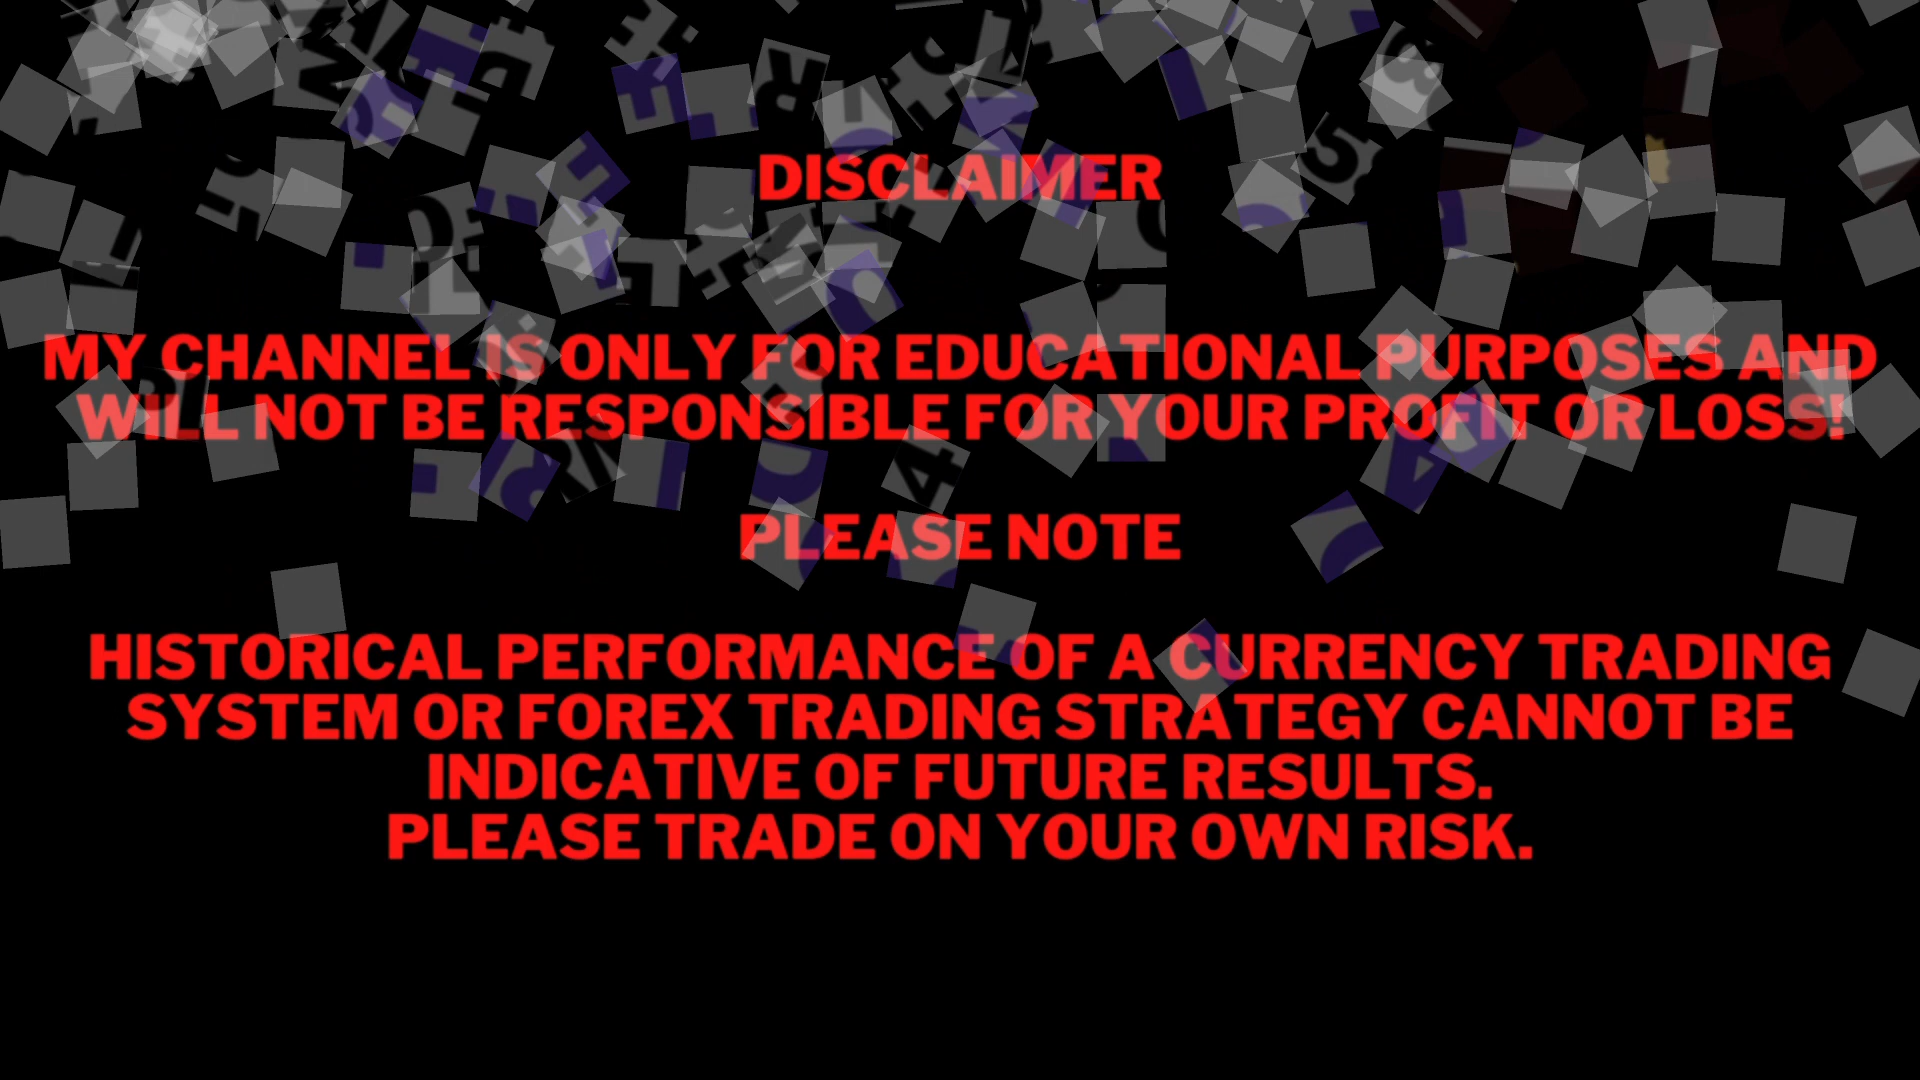 DISCLAIMER
MY CHANNEL IS ONLY FOR EDUCATIONAL PURPOSES AND
WILL NOT BE RESPONSIBLE FOR YOUR PROFIT OR LOSS!
PLEASE NOTE
HISTORICAL PERFORMANCE OF A CURRENCY TRADING
SYSTEM OR FOREX TRADING STRATEGY CANNOT BE
INDICATIVE OF FUTURE RESULTS.
PLEASE TRADE ON YOUR OWN RISK.